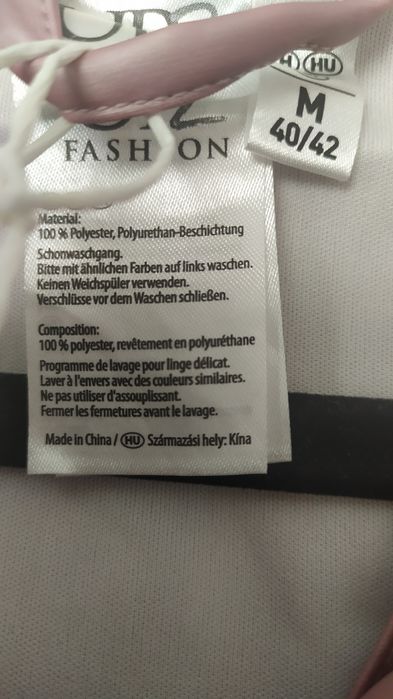 HU
M
40/42
FASHION
Material:
100 % Polyester, Polyurethan-Beschichtung
Schonwaschgang.
Bitte mit ähnlichen Farben auf links waschen.
Keinen Weichspüler verwenden.
Verschlüsse vor dem Waschen schließen.
Composition:
100 % polyester, revêtement en polyuréthane
Programme de lavage pour linge délicat.
Laver à l'envers avec des couleurs similaires.
Ne pas utiliser d'assouplissant.
Fermer les fermetures avant le lavage.
Made in China / HU Származási hely: Kína